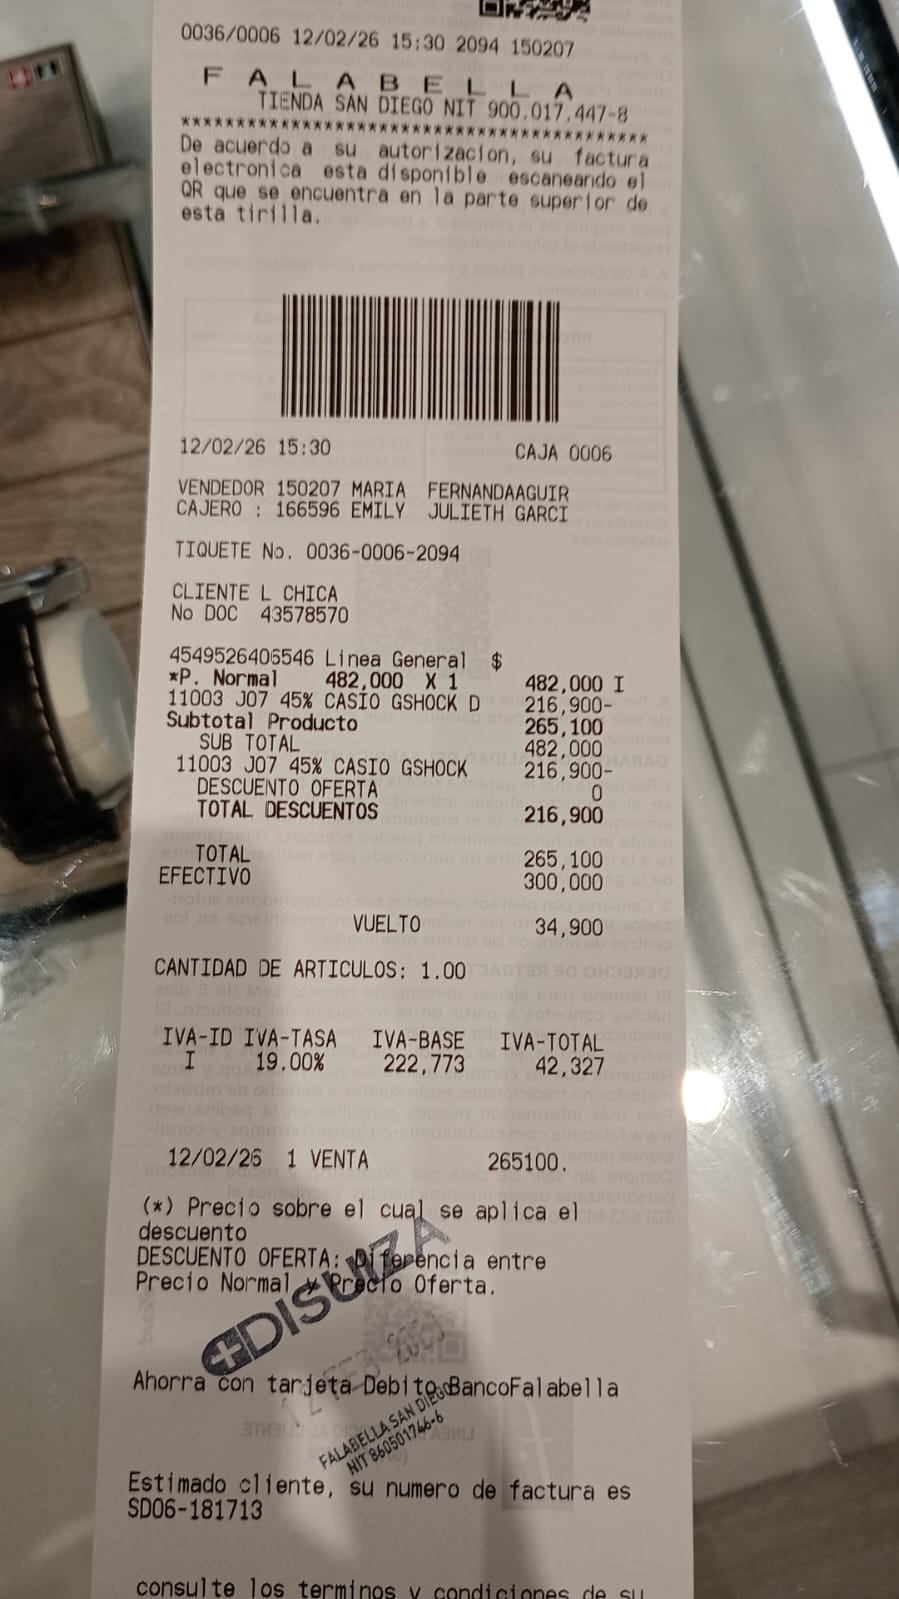 0036/0006 12/02/26 15:30 2094 150207
F A L A B E L L A
TIENDA SAN DIEGO NIT 900.017.447-8
******************************************
De acuerdo a su autorizacion, su factura
electronica esta disponible escaneando el
QR que se encuentra en la parte superior de
esta tirilla.
12/02/26 15:30 CAJA 0006
VENDEDOR 150207 MARIA FERNANDAAGUIR
CAJERO : 166596 EMILY JULIETH GARCI
TIQUETE No. 0036-0006-2094
CLIENTE L CHICA
No DOC 43578570
4549526406546 Linea General $
*P. Normal 482,000 X 1 482,000 I
11003 J07 45% CASIO GSHOCK D 216,900-
Subtotal Producto 265,100
SUB TOTAL 482,000
11003 J07 45% CASIO GSHOCK 216,900-
DESCUENTO OFERTA 0
TOTAL DESCUENTOS 216,900
TOTAL 265,100
EFECTIVO 300,000
VUELTO 34,900
CANTIDAD DE ARTICULOS: 1.00
IVA-ID IVA-TASA IVA-BASE IVA-TOTAL
I 19.00% 222,773 42,327
12/02/26 1 VENTA 265100.
(*) Precio sobre el cual se aplica el
descuento
DESCUENTO OFERTA: Diferencia entre
Precio Normal y Precio Oferta.
DISUIZA
12 FEB
Ahorra con tarjeta Debito BancoFalabella
FALABELLA SAN DIEGO
NIT 860501746-6
Estimado cliente, su numero de factura es
SD06-181713
consulte los terminos y condiciones de su